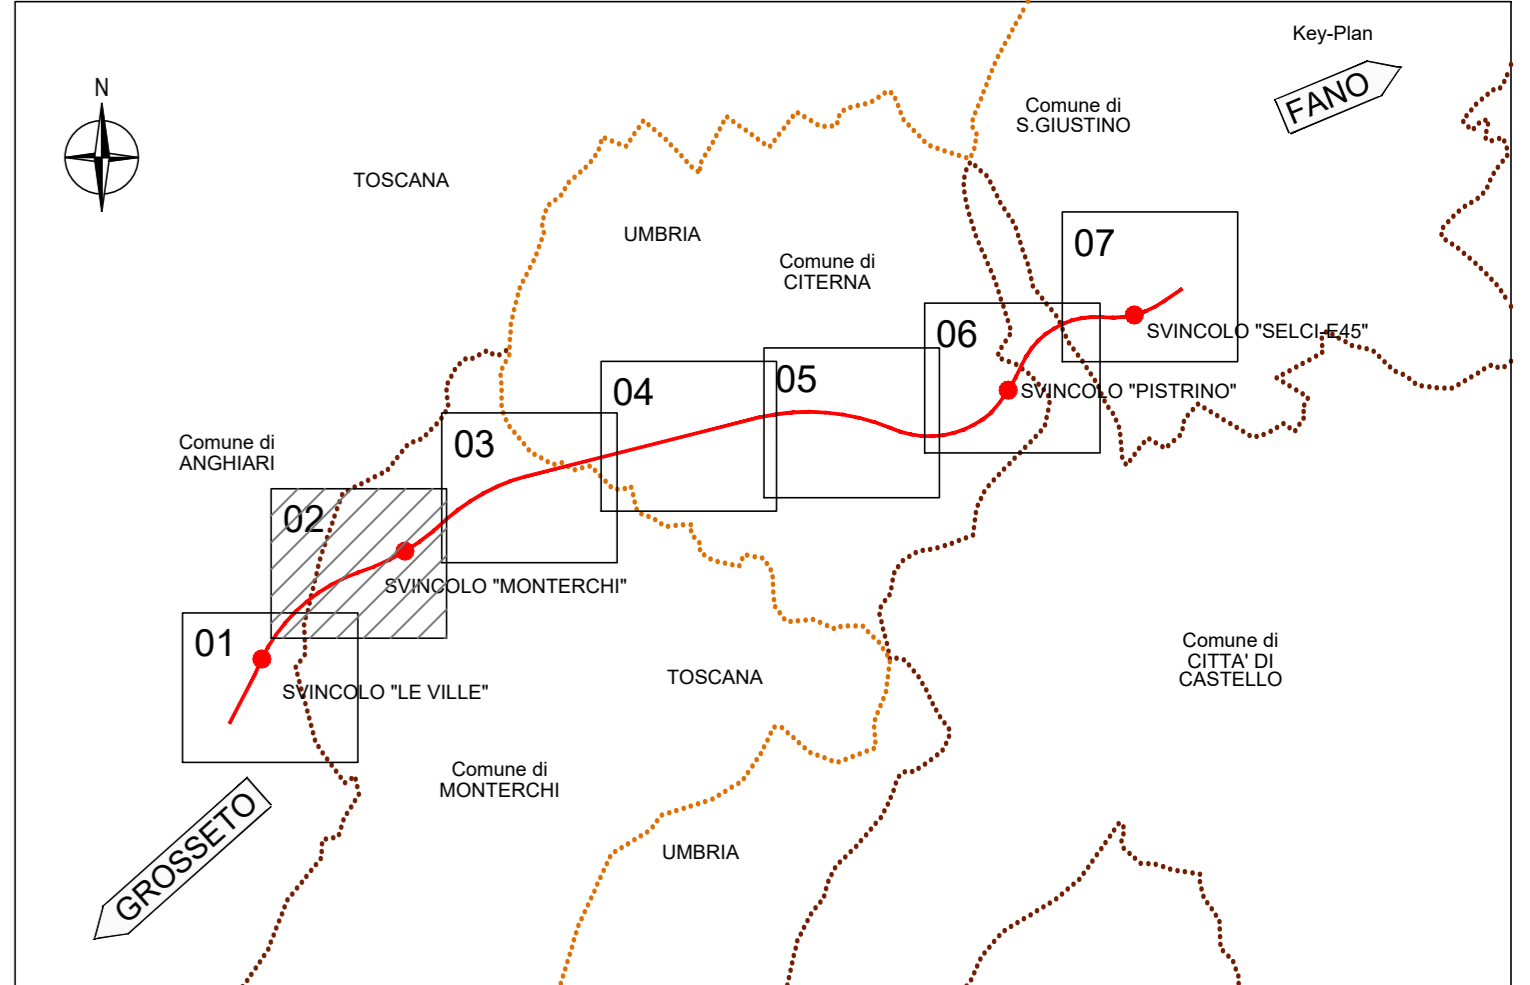 Key-Plan
FANO
N
Comune di
S.GIUSTINO
TOSCANA
UMBRIA
07
Comune di
CITERNA
06
SVINCOLO "SELCI-E45"
05
04
SVINCOLO "PISTRINO"
Comune di
ANGHIARI
03
02
SVINCOLO "MONTERCHI"
01
Comune di
CITTA' DI
CASTELLO
TOSCANA
SVINCOLO "LE VILLE"
Comune di
MONTERCHI
GROSSETO
UMBRIA